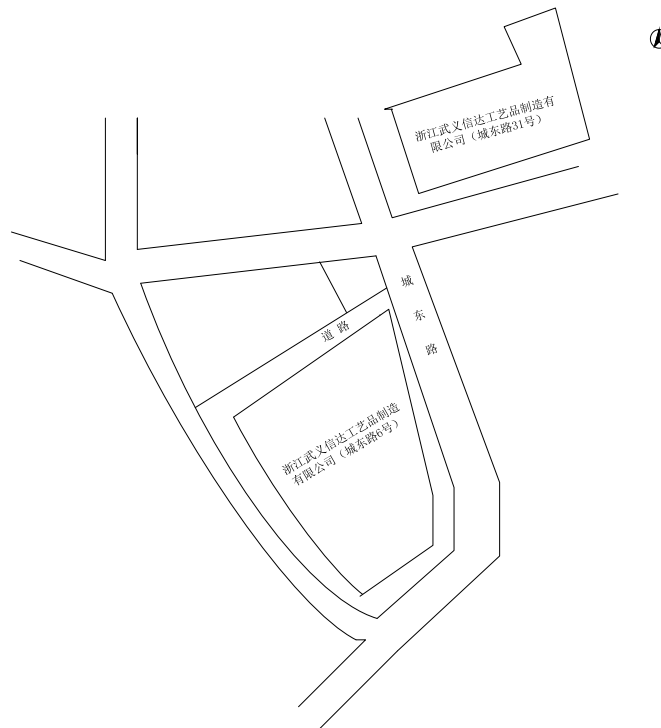 浙江武义信达工艺品制造有
限公司（城东路31号）
城东路
道路
浙江武义信达工艺品制造
有限公司（城东路6号）